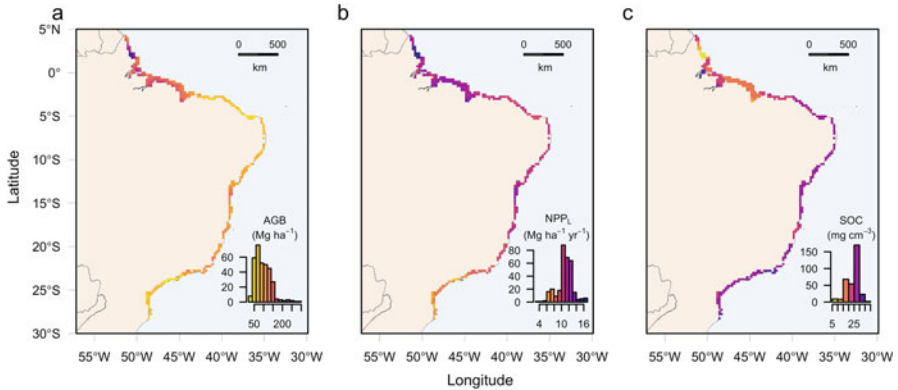 a
b
c
5°N
0°
5°S
10°S
15°S
20°S
25°S
30°S
Latitude
0 500
km
0 500
km
0 500
km
AGB
(Mg ha⁻¹)
60
40
20
0
50 200
NPP_L
(Mg ha⁻¹ yr⁻¹)
80
60
40
20
0
4 10 16
SOC
(mg cm⁻³)
150
100
50
0
5 25
55°W 50°W 45°W 40°W 35°W 30°W
55°W 50°W 45°W 40°W 35°W 30°W
55°W 50°W 45°W 40°W 35°W 30°W
Longitude